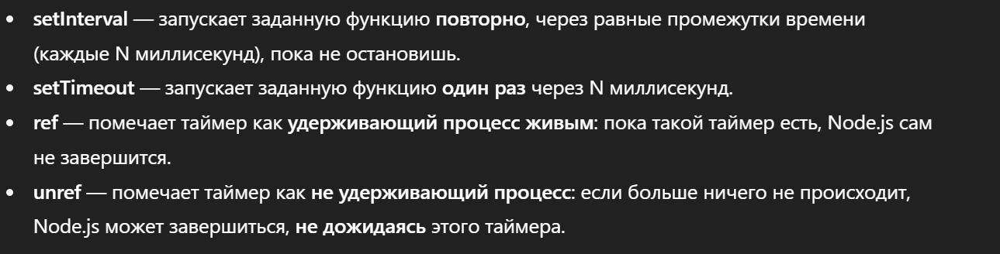 • setInterval — запускает заданную функцию повторно, через равные промежутки времени
(каждые N миллисекунд), пока не остановишь.
• setTimeout — запускает заданную функцию один раз через N миллисекунд.
• ref — помечает таймер как удерживающий процесс живым: пока такой таймер есть, Node.js сам
не завершится.
• unref — помечает таймер как не удерживающий процесс: если больше ничего не происходит,
Node.js может завершиться, не дожидаясь этого таймера.